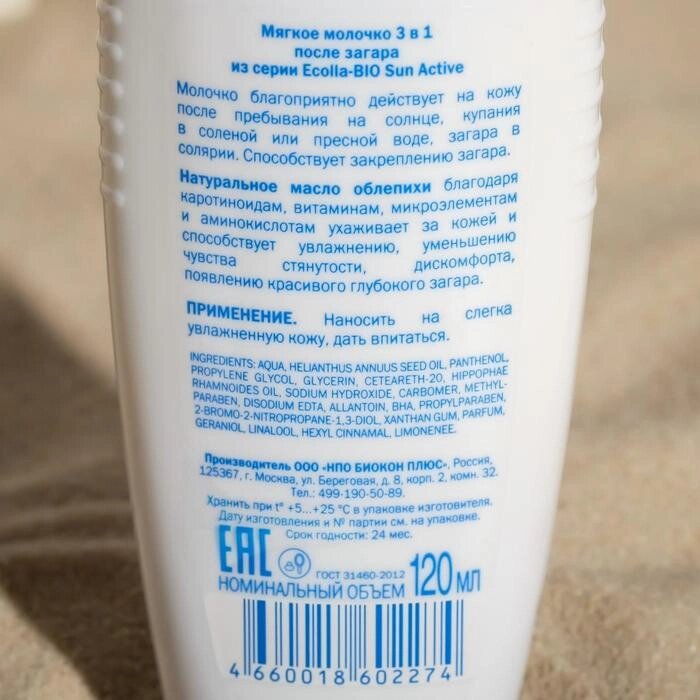 Мягкое молочко 3 в 1
после загара
из серии Ecolla-BIO Sun Active
Молочко благоприятно действует на кожу
после пребывания на солнце, купания
в соленой или пресной воде, загара в
солярии. Способствует закреплению загара.
Натуральное масло облепихи благодаря
каротиноидам, витаминам, микроэлементам
и аминокислотам ухаживает за кожей и
способствует увлажнению, уменьшению
чувства стянутости, дискомфорта,
появлению красивого глубокого загара.
ПРИМЕНЕНИЕ. Наносить на слегка
увлажненную кожу, дать впитаться.
INGREDIENTS: AQUA, HELIANTHUS ANNUUS SEED OIL, PANTHENOL,
PROPYLENE GLYCOL, GLYCERIN, CETEARETH-20, HIPPOPHAE
RHAMNOIDES OIL, SODIUM HYDROXIDE, CARBOMER, METHYL-
PARABEN, DISODIUM EDTA, ALLANTOIN, BHA, PROPYLPARABEN,
2-BROMO-2-NITROPROPANE-1,3-DIOL, XANTHAN GUM, PARFUM,
GERANIOL, LINALOOL, HEXYL CINNAMAL, LIMONENEE.
Производитель ООО «НПО БИОКОН ПЛЮС», Россия,
125367, г. Москва, ул. Береговая, д. 8, корп. 2, комн. 32.
Тел.: 499-190-50-89.
Хранить при t° +5...+25 °C в упаковке изготовителя.
Дату изготовления и № партии см. на упаковке.
Срок годности: 24 мес.
EAC ГОСТ 31460-2012
НОМИНАЛЬНЫЙ ОБЪЕМ 120 мл
4 660018 602274